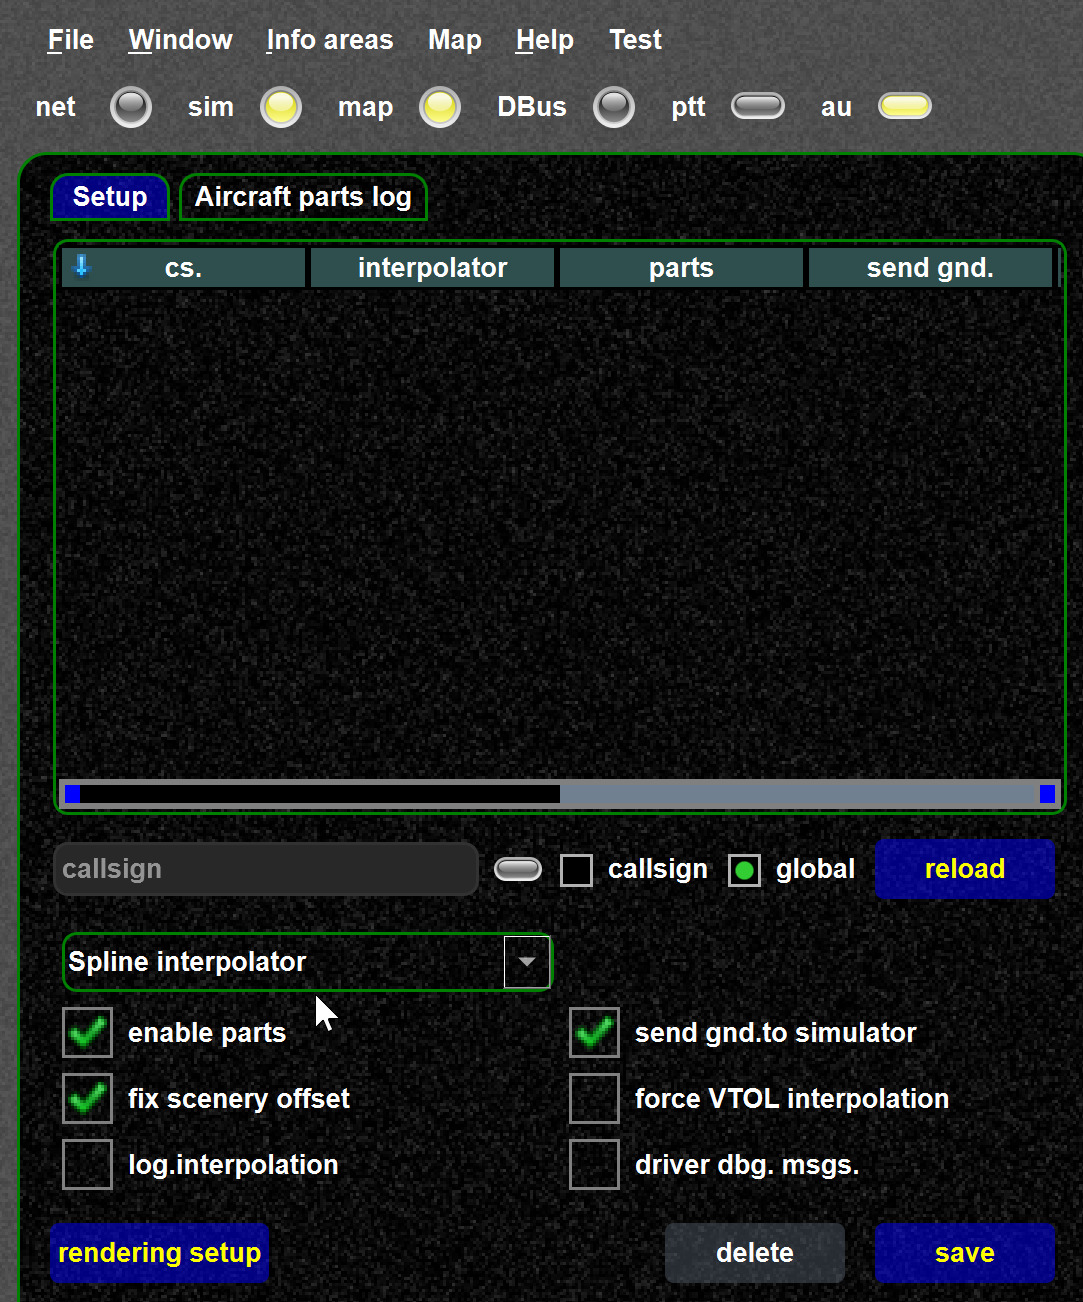 File Window Info areas Map Help Test
net sim map DBus ptt au
Setup Aircraft parts log
cs. interpolator parts send gnd.
callsign callsign global reload
Spline interpolator
enable parts send gnd.to simulator
fix scenery offset force VTOL interpolation
log.interpolation driver dbg. msgs.
rendering setup delete save